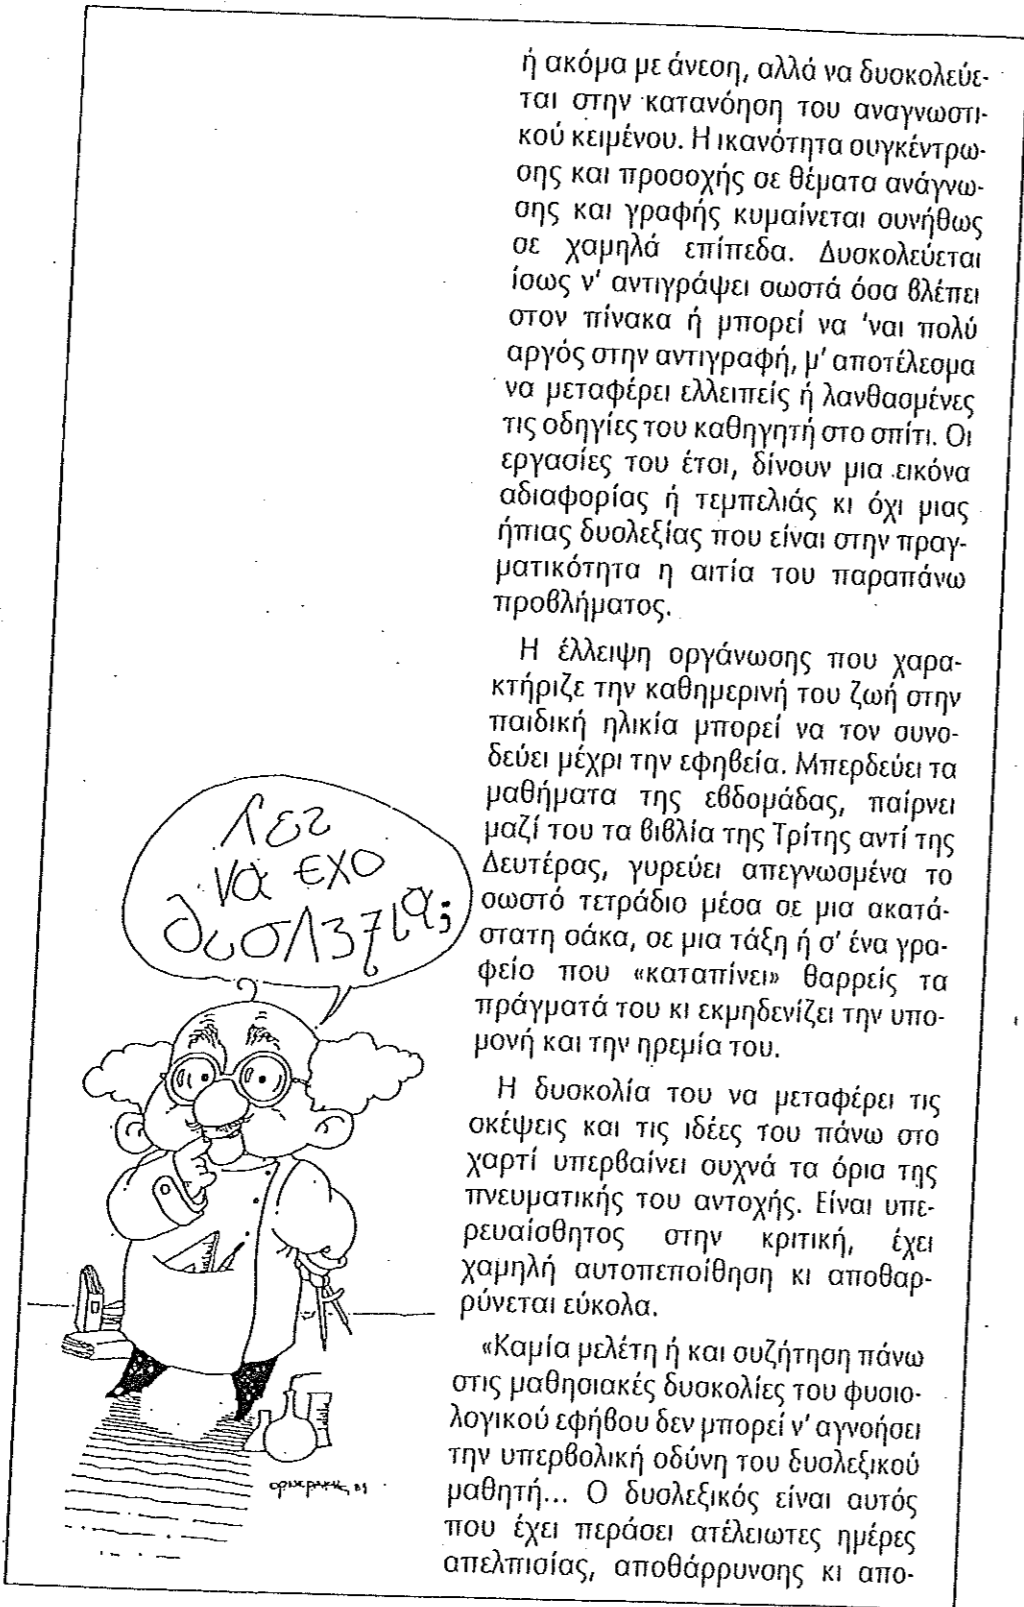 ή ακόμα με άνεση, αλλά να δυσκολεύε-
ται στην κατανόηση του αναγνωστι-
κού κειμένου. Η ικανότητα συγκέντρω-
σης και προσοχής σε θέματα ανάγνω-
σης και γραφής κυμαίνεται συνήθως
σε χαμηλά επίπεδα. Δυσκολεύεται
ίσως ν' αντιγράψει σωστά όσα βλέπει
στον πίνακα ή μπορεί να 'ναι πολύ
αργός στην αντιγραφή, μ' αποτέλεσμα
να μεταφέρει ελλειπείς ή λανθασμένες
τις οδηγίες του καθηγητή στο σπίτι. Οι
εργασίες του έτσι, δίνουν μια εικόνα
αδιαφορίας ή τεμπελιάς κι όχι μιας
ήπιας δυσλεξίας που είναι στην πραγ-
ματικότητα η αιτία του παραπάνω
προβλήματος.
Η έλλειψη οργάνωσης που χαρα-
κτήριζε την καθημερινή του ζωή στην
παιδική ηλικία μπορεί να τον συνο-
δεύει μέχρι την εφηβεία. Μπερδεύει τα
μαθήματα της εβδομάδας, παίρνει
μαζί του τα βιβλία της Τρίτης αντί της
Δευτέρας, γυρεύει απεγνωσμένα το
σωστό τετράδιο μέσα σε μια ακατά-
στατη σάκα, σε μια τάξη ή σ' ένα γρα-
φείο που «καταπίνει» θαρρείς τα
πράγματά του κι εκμηδενίζει την υπο-
μονή και την ηρεμία του.
Η δυσκολία του να μεταφέρει τις
σκέψεις και τις ιδέες του πάνω στο
χαρτί υπερβαίνει συχνά τα όρια της
πνευματικής του αντοχής. Είναι υπε-
ρευαίσθητος στην κριτική, έχει
χαμηλή αυτοπεποίθηση κι αποθαρ-
ρύνεται εύκολα.
«Καμία μελέτη ή και συζήτηση πάνω
στις μαθησιακές δυσκολίες του φυσιο-
λογικού εφήβου δεν μπορεί ν' αγνοήσει
την υπερβολική οδύνη του δυσλεξικού
μαθητή... Ο δυσλεξικός είναι αυτός
που έχει περάσει ατέλειωτες ημέρες
απελπισίας, αποθάρρυνσης κι απο-
Λες
να εχο